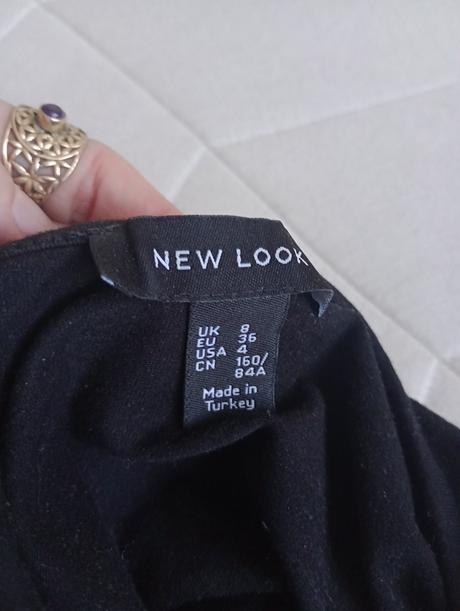 NEW LOOK
UK 8
EU 36
USA 4
CN 160/
84A
Made in
Turkey